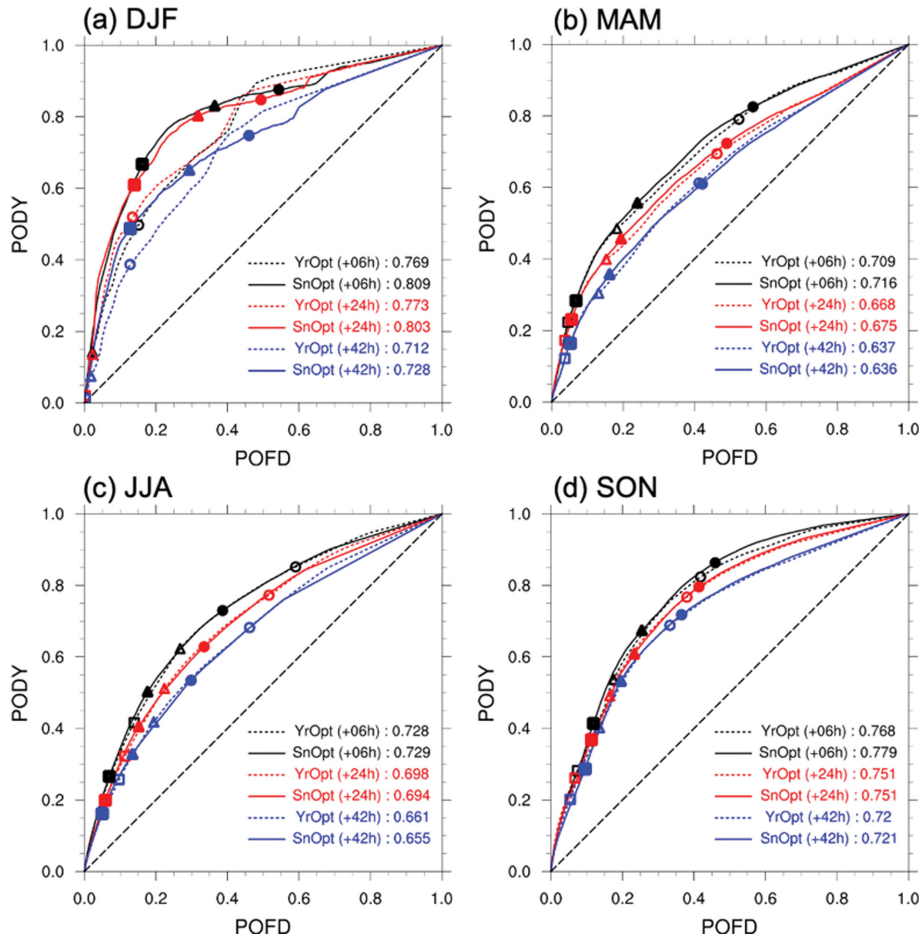 (a) DJF
1.0
0.8
0.6
0.4
0.2
0.0
PODY
YrOpt (+06h) : 0.769
SnOpt (+06h) : 0.809
YrOpt (+24h) : 0.773
SnOpt (+24h) : 0.803
YrOpt (+42h) : 0.712
SnOpt (+42h) : 0.728
0.0 0.2 0.4 0.6 0.8 1.0
POFD
(b) MAM
1.0
0.8
0.6
0.4
0.2
0.0
PODY
YrOpt (+06h) : 0.709
SnOpt (+06h) : 0.716
YrOpt (+24h) : 0.668
SnOpt (+24h) : 0.675
YrOpt (+42h) : 0.637
SnOpt (+42h) : 0.636
0.0 0.2 0.4 0.6 0.8 1.0
POFD
(c) JJA
1.0
0.8
0.6
0.4
0.2
0.0
PODY
YrOpt (+06h) : 0.728
SnOpt (+06h) : 0.729
YrOpt (+24h) : 0.698
SnOpt (+24h) : 0.694
YrOpt (+42h) : 0.661
SnOpt (+42h) : 0.655
0.0 0.2 0.4 0.6 0.8 1.0
POFD
(d) SON
1.0
0.8
0.6
0.4
0.2
0.0
PODY
YrOpt (+06h) : 0.768
SnOpt (+06h) : 0.779
YrOpt (+24h) : 0.751
SnOpt (+24h) : 0.751
YrOpt (+42h) : 0.72
SnOpt (+42h) : 0.721
0.0 0.2 0.4 0.6 0.8 1.0
POFD